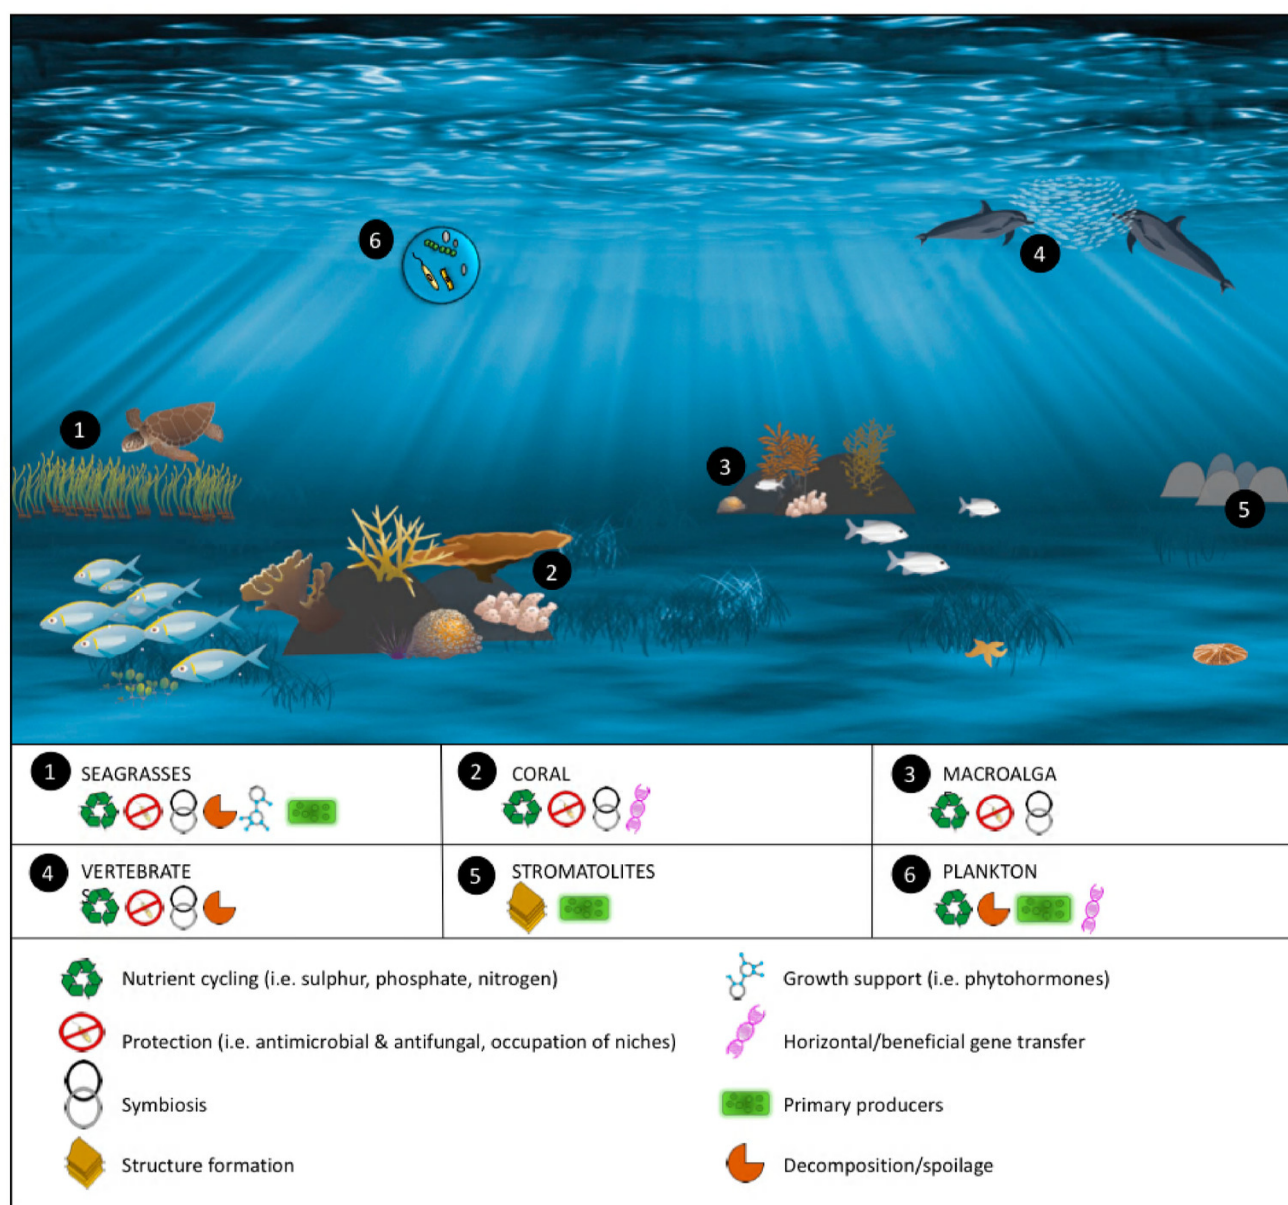 6
4
1
3
5
2
1 SEAGRASSES
2 CORAL
3 MACROALGA
4 VERTEBRATE
S
5 STROMATOLITES
6 PLANKTON
Nutrient cycling (i.e. sulphur, phosphate, nitrogen)
Growth support (i.e. phytohormones)
Protection (i.e. antimicrobial & antifungal, occupation of niches)
Horizontal/beneficial gene transfer
Symbiosis
Primary producers
Structure formation
Decomposition/spoilage